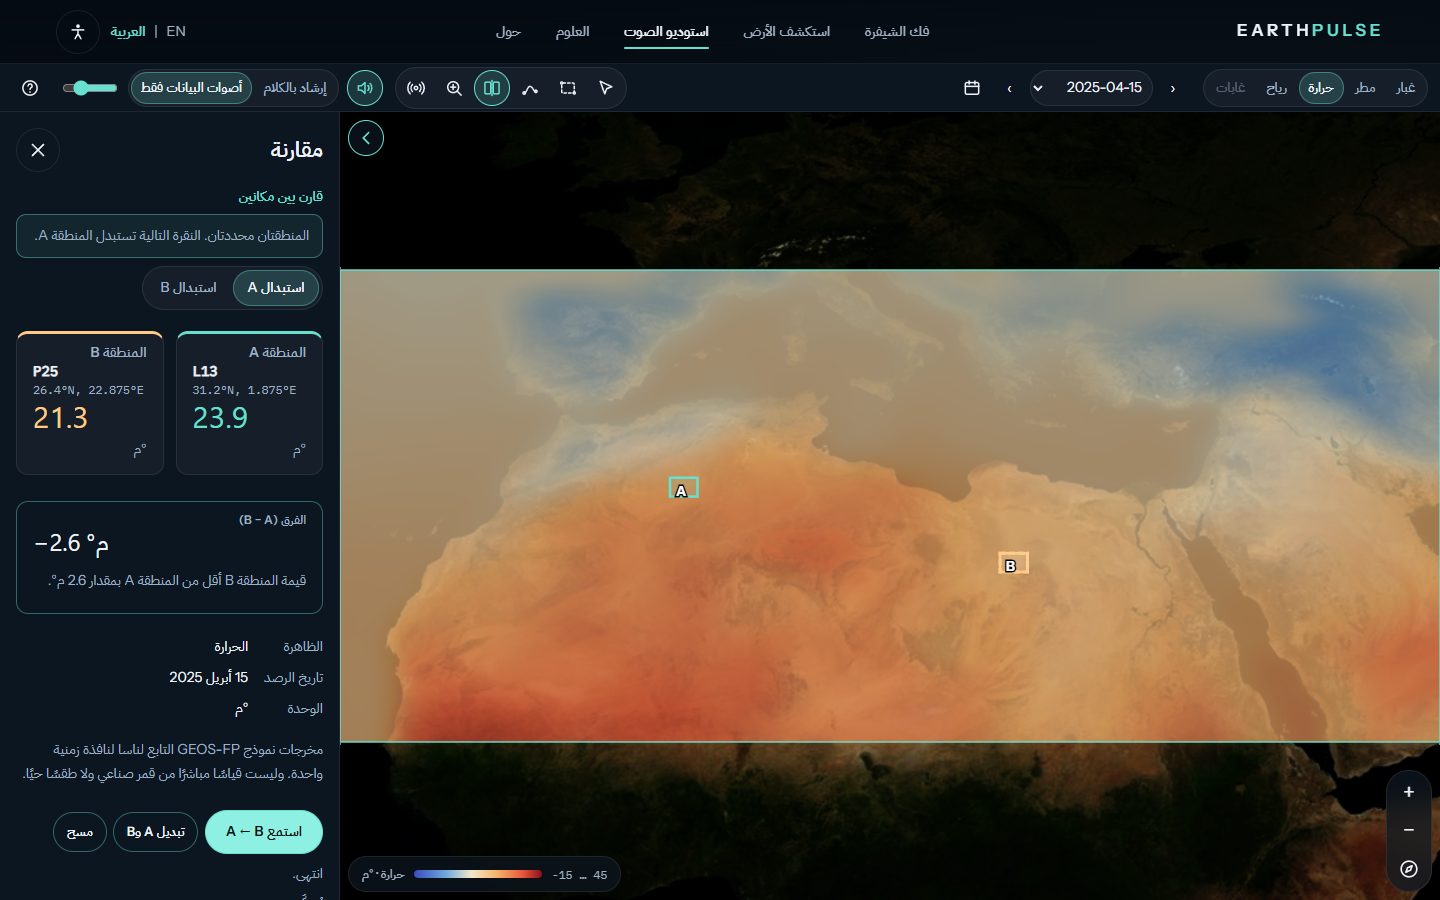 EARTHPULSE
فك الشيفرة
استكشف الأرض
استوديو الصوت
العلوم
حول
العربية | EN
غبار
مطر
حرارة
رياح
غابات
2025-04-15
إرشاد بالكلام
أصوات البيانات فقط
مقارنة
قارن بين مكانين
المنطقتان محددتان. النقرة التالية تستبدل المنطقة A.
استبدال A
استبدال B
المنطقة A
L13
31.2°N, 1.875°E
23.9
°م
المنطقة B
P25
26.4°N, 22.875°E
21.3
°م
الفرق (B − A)
−2.6 °م
قيمة المنطقة B أقل من المنطقة A بمقدار 2.6 م°.
الظاهرة الحرارة
تاريخ الرصد 15 أبريل 2025
الوحدة °م
مخرجات نموذج GEOS-FP التابع لناسا لنافذة زمنية
واحدة. وليست قياسًا مباشرًا من قمر صناعي ولا طقسًا حيًا.
استمع A ← B
تبديل A وB
مسح
انتهى.
A
B
حرارة · °م
-15 … 45